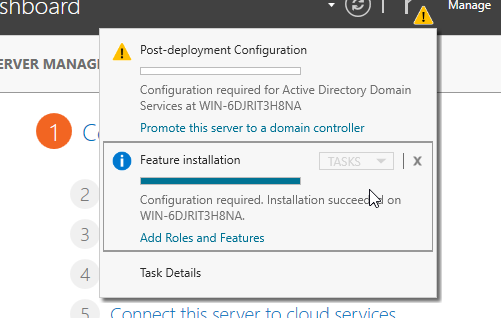 shboard
Manage
Post-deployment Configuration
ERVER MANAG
Configuration required for Active Directory Domain
Services at WIN-6DJRIT3H8NA
1
Promote this server to a domain controller
Feature installation
TASKS
X
2
Configuration required. Installation succeeded on
WIN-6DJRIT3H8NA.
3
Add Roles and Features
4
Task Details
5 Connect this server to cloud services